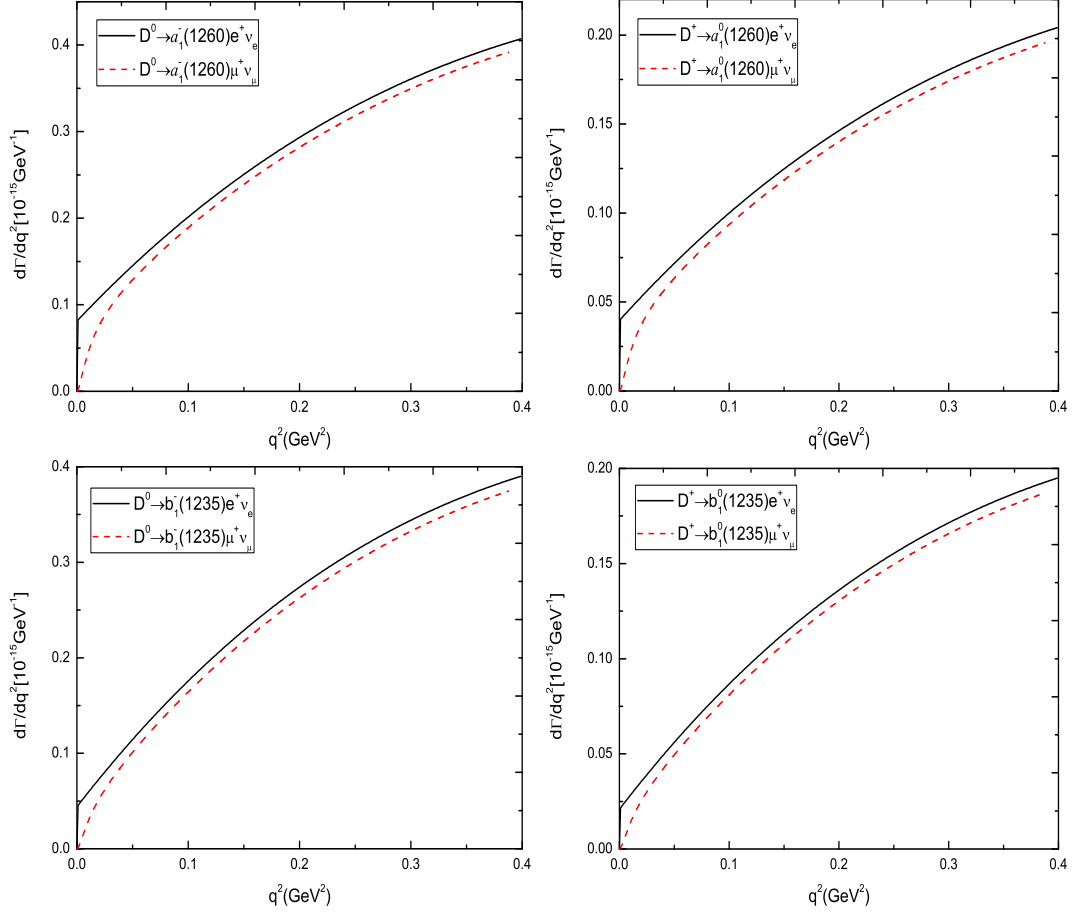 D⁰→a₁⁻(1260)e⁺νₑ
D⁰→a₁⁻(1260)μ⁺ν_μ
0.4
0.3
0.2
0.1
0.0
dΓ/dq²[10⁻¹⁵GeV⁻¹]
0.0 0.1 0.2 0.3 0.4
q²(GeV²)
D⁺→a₁⁰(1260)e⁺νₑ
D⁺→a₁⁰(1260)μ⁺ν_μ
0.20
0.15
0.10
0.05
0.00
dΓ/dq²[10⁻¹⁵GeV⁻¹]
0.0 0.1 0.2 0.3 0.4
q²(GeV²)
D⁰→b₁⁻(1235)e⁺νₑ
D⁰→b₁⁻(1235)μ⁺ν_μ
0.4
0.3
0.2
0.1
0.0
dΓ/dq²[10⁻¹⁵GeV⁻¹]
0.0 0.1 0.2 0.3 0.4
q²(GeV²)
D⁺→b₁⁰(1235)e⁺νₑ
D⁺→b₁⁰(1235)μ⁺ν_μ
0.20
0.15
0.10
0.05
0.00
dΓ/dq²[10⁻¹⁵GeV⁻¹]
0.0 0.1 0.2 0.3 0.4
q²(GeV²)